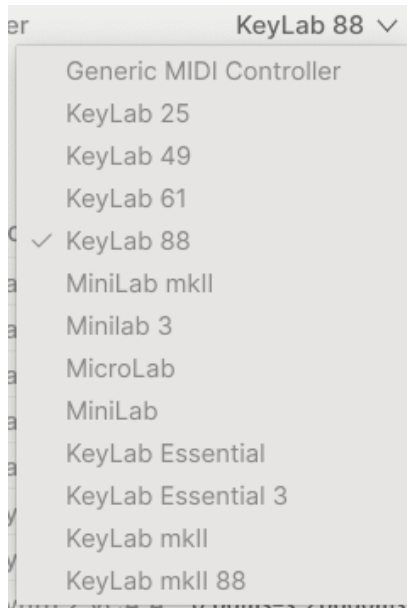 er KeyLab 88
Generic MIDI Controller
KeyLab 25
KeyLab 49
KeyLab 61
KeyLab 88
MiniLab mkII
Minilab 3
MicroLab
MiniLab
KeyLab Essential
KeyLab Essential 3
KeyLab mkII
KeyLab mkII 88